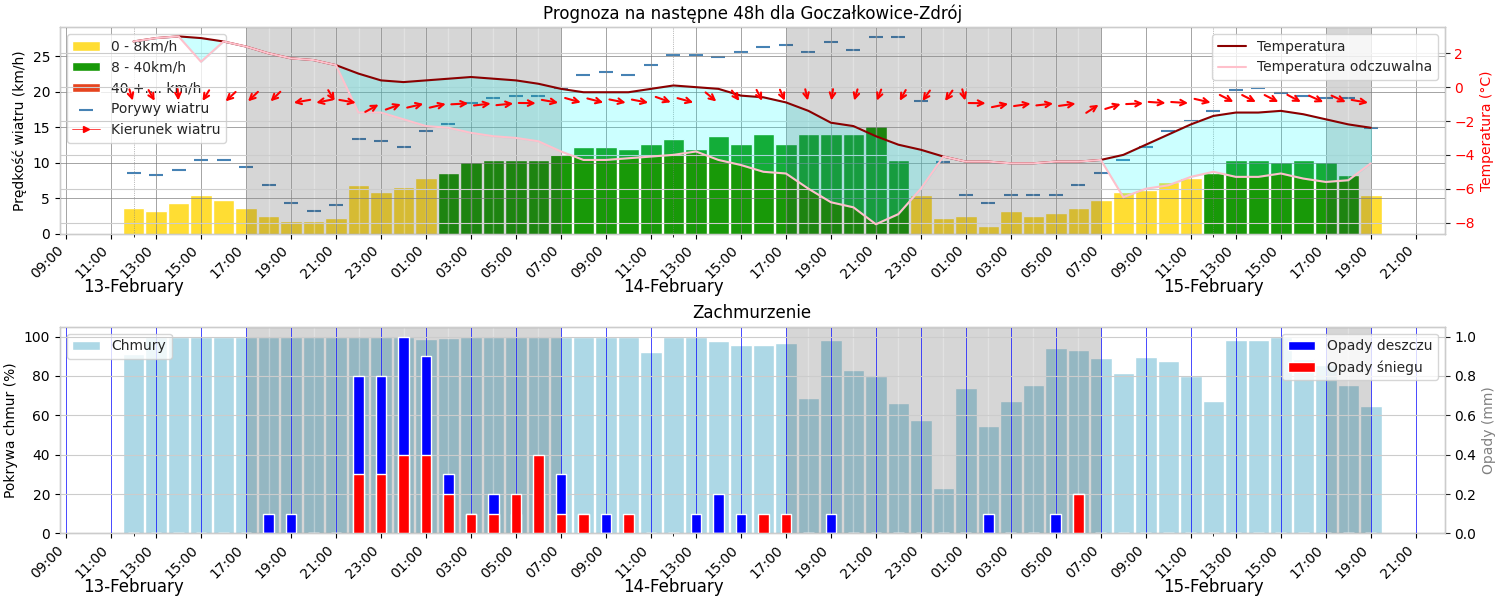 Prognoza na następne 48h dla Goczałkowice-Zdrój
Prędkość wiatru (km/h)
25
20
15
10
5
0
0 - 8km/h
8 - 40km/h
40 +... km/h
Porywy wiatru
Kierunek wiatru
Temperatura
Temperatura odczuwalna
2
0
−2
−4
−6
−8
Temperatura (°C)
09:00 11:00 13:00 15:00 17:00 19:00 21:00 23:00 01:00 03:00 05:00 07:00 09:00 11:00 13:00 15:00 17:00 19:00 21:00 23:00 01:00 03:00 05:00 07:00 09:00 11:00 13:00 15:00 17:00 19:00 21:00
13-February 14-February 15-February
Zachmurzenie
Pokrywa chmur (%)
100
80
60
40
20
0
Chmury
Opady deszczu
Opady śniegu
1.0
0.8
0.6
0.4
0.2
0.0
Opady (mm)
09:00 11:00 13:00 15:00 17:00 19:00 21:00 23:00 01:00 03:00 05:00 07:00 09:00 11:00 13:00 15:00 17:00 19:00 21:00 23:00 01:00 03:00 05:00 07:00 09:00 11:00 13:00 15:00 17:00 19:00 21:00
13-February 14-February 15-February